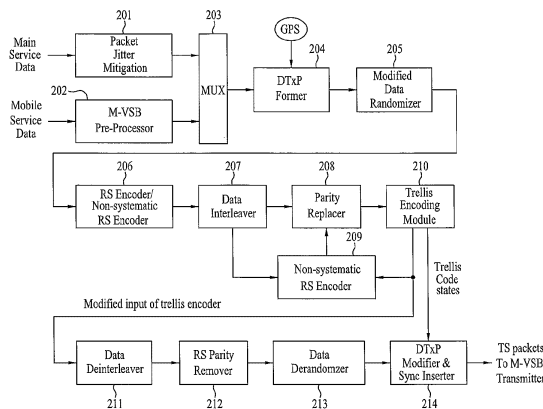 201
203
GPS
Main
Service
Data
Packet
Jitter
Mitigation
MUX
204
205
DTxP
Former
Modified
Data
Randomizer
202
Mobile
Service
Data
M-VSB
Pre-Processor
206
207
208
210
RS Encoder/
Non-systematic
RS Encoder
Data
Interleaver
Parity
Replacer
Trellis
Encoding
Module
209
Non-systematic
RS Encoder
Trellis
Code
states
Modified input of trellis encoder
Data
Deinterleaver
RS Parity
Remover
Data
Derandomzer
DTxP
Modifier &
Sync Inserter
TS packets
To M-VSB
Transmitter
211
212
213
214